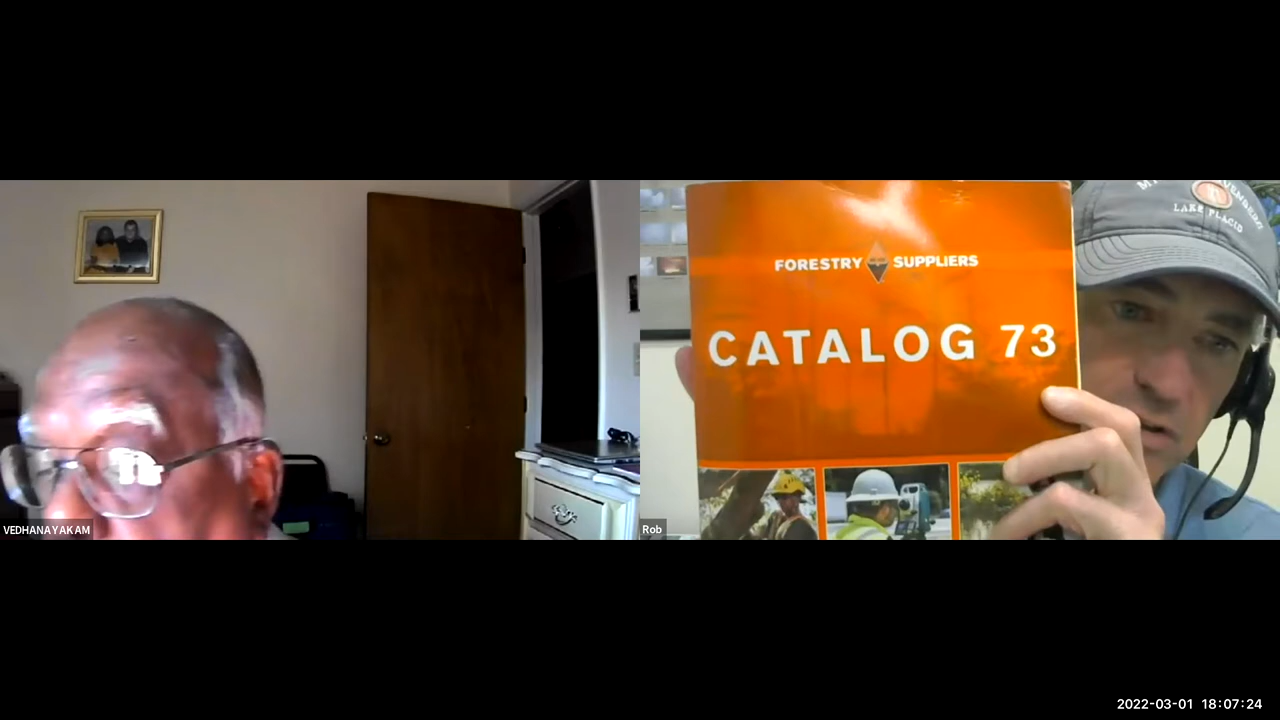 FORESTRY SUPPLIERS
CATALOG 73
LAKE PLACID
VEDHANAYAKAM
Rob
2022-03-01 18:07:24